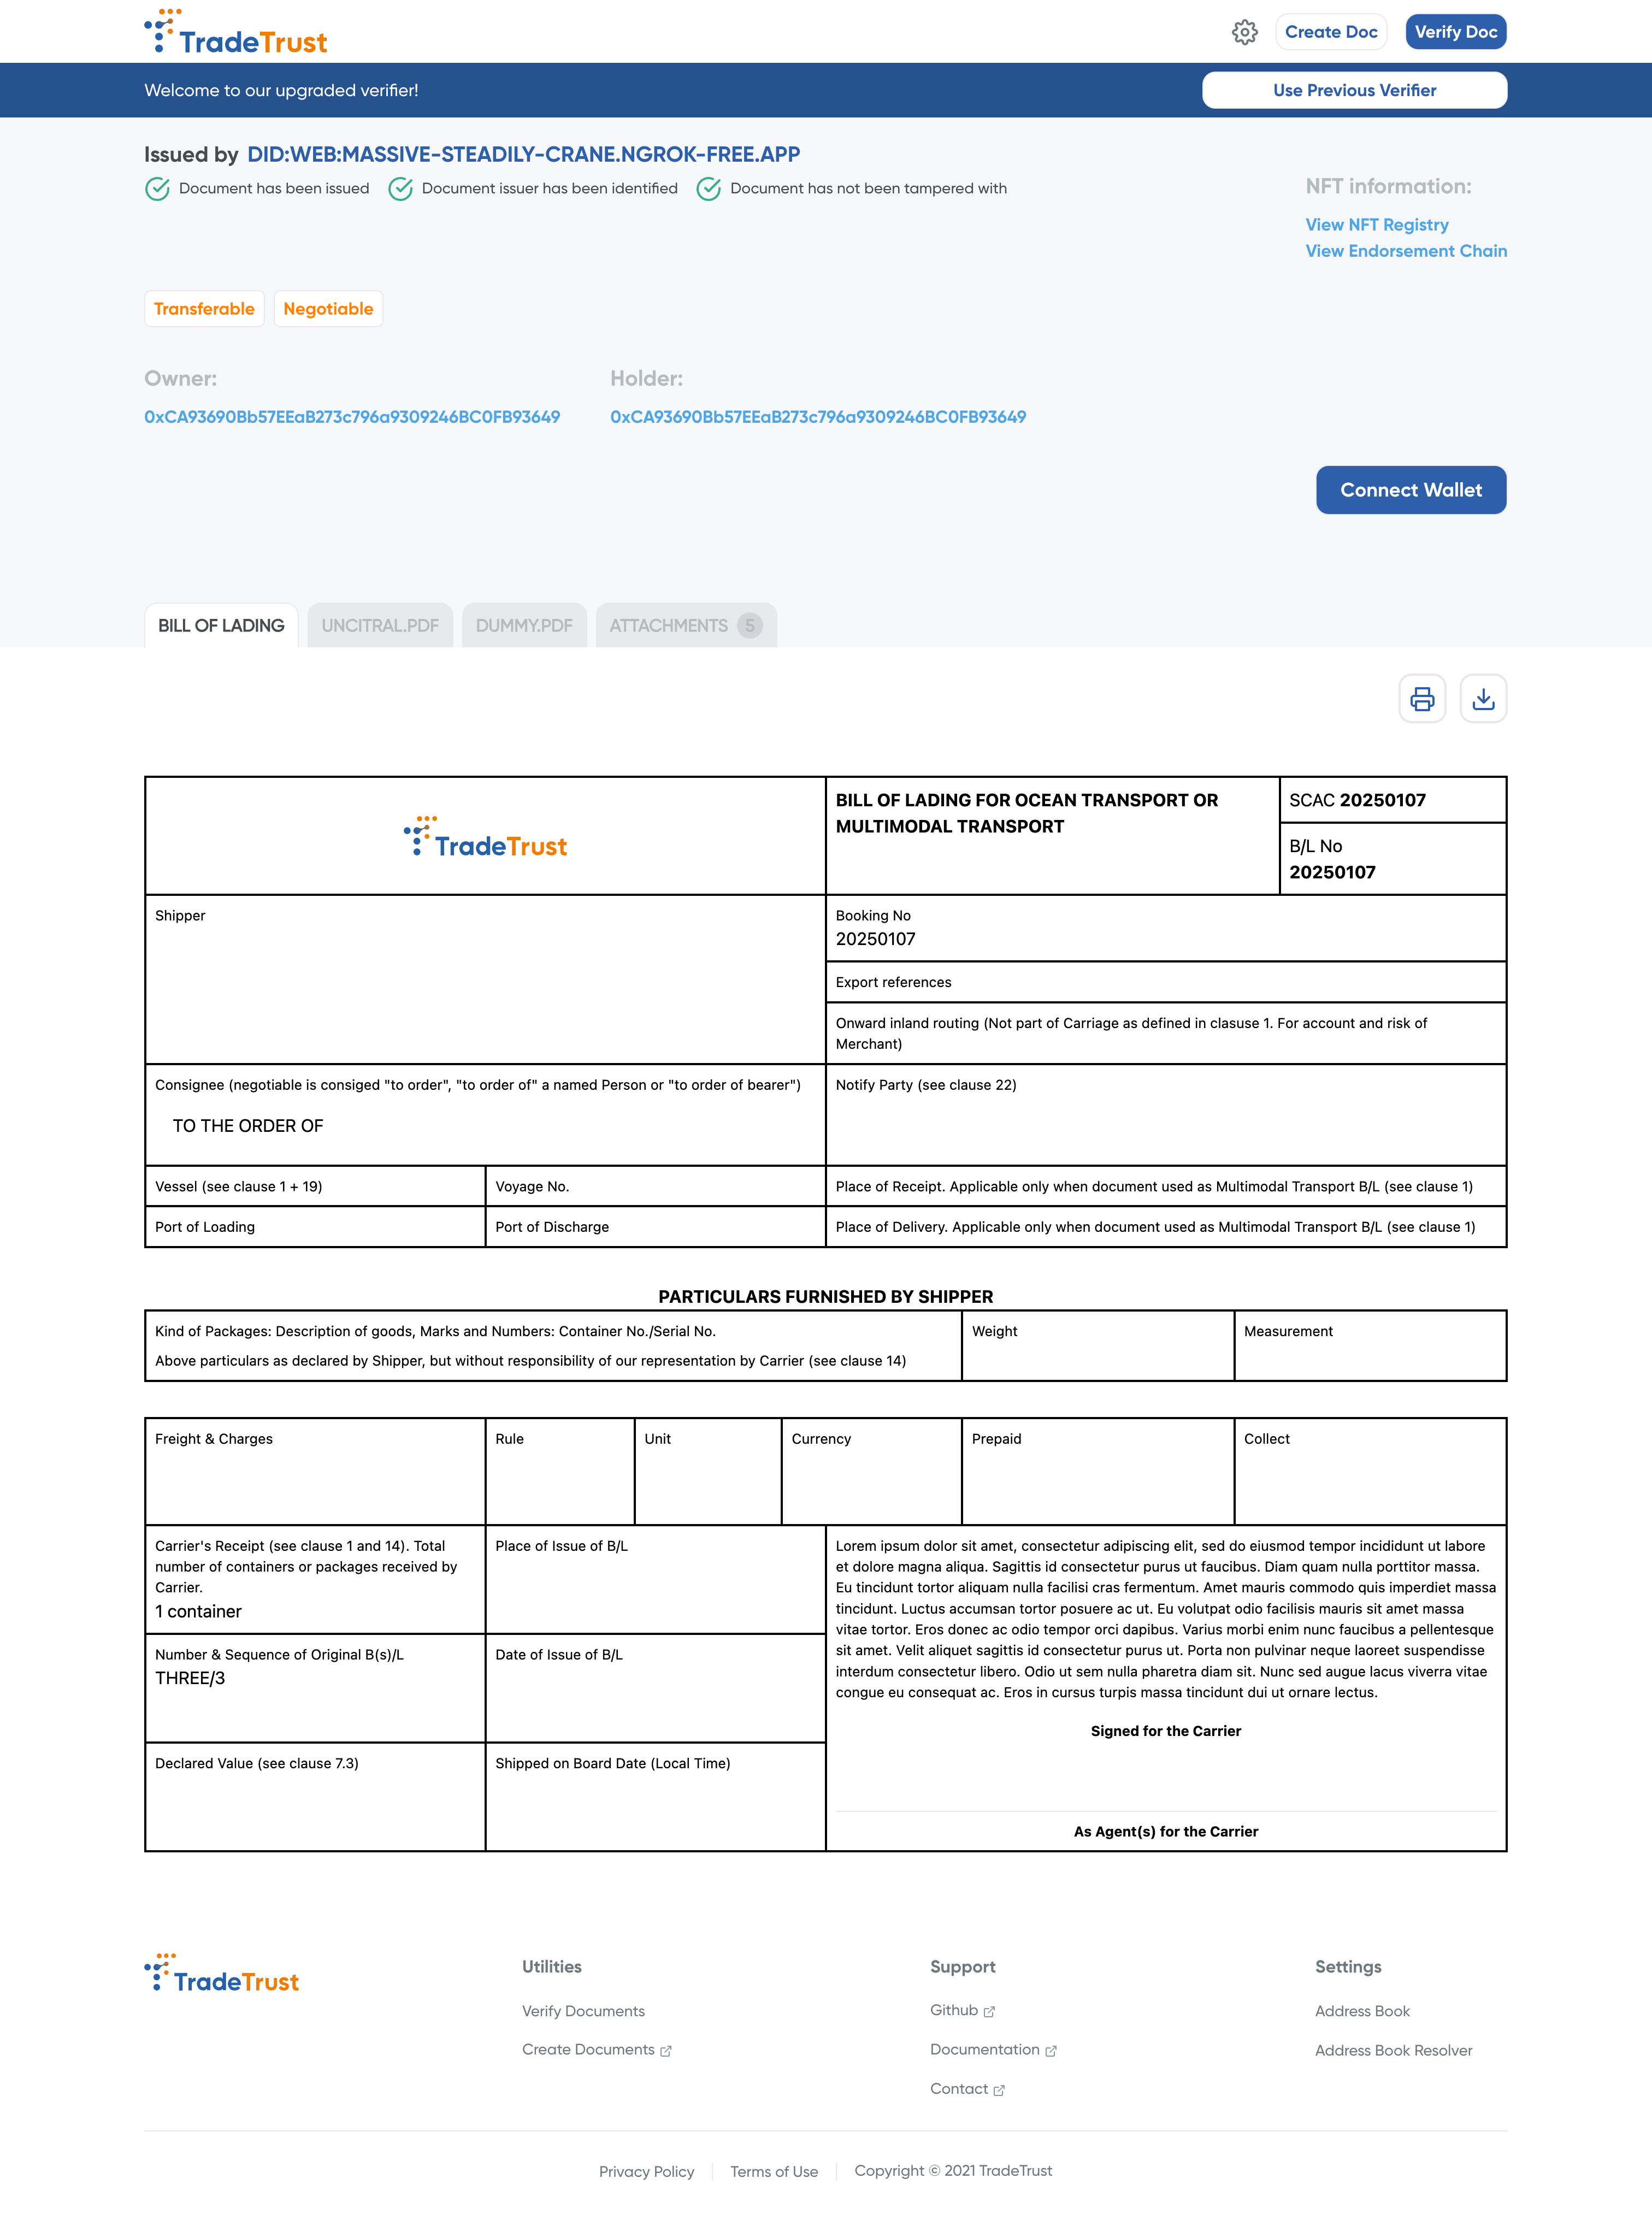 TradeTrust
Create Doc
Verify Doc
Welcome to our upgraded verifier!
Use Previous Verifier
Issued by DID:WEB:MASSIVE-STEADILY-CRANE.NGROK-FREE.APP
Document has been issued
Document issuer has been identified
Document has not been tampered with
NFT information:
View NFT Registry
View Endorsement Chain
Transferable
Negotiable
Owner:
0xCA93690Bb57EEaB273c796a9309246BC0FB93649
Holder:
0xCA93690Bb57EEaB273c796a9309246BC0FB93649
Connect Wallet
BILL OF LADING
UNCITRAL.PDF
DUMMY.PDF
ATTACHMENTS 5
TradeTrust
BILL OF LADING FOR OCEAN TRANSPORT OR
MULTIMODAL TRANSPORT
SCAC 20250107
B/L No
20250107
Shipper
Booking No
20250107
Export references
Onward inland routing (Not part of Carriage as defined in clasuse 1. For account and risk of
Merchant)
Consignee (negotiable is consiged "to order", "to order of" a named Person or "to order of bearer")
TO THE ORDER OF
Notify Party (see clause 22)
Vessel (see clause 1 + 19)
Voyage No.
Place of Receipt. Applicable only when document used as Multimodal Transport B/L (see clause 1)
Port of Loading
Port of Discharge
Place of Delivery. Applicable only when document used as Multimodal Transport B/L (see clause 1)
PARTICULARS FURNISHED BY SHIPPER
Kind of Packages: Description of goods, Marks and Numbers: Container No./Serial No.
Above particulars as declared by Shipper, but without responsibility of our representation by Carrier (see clause 14)
Weight
Measurement
Freight & Charges
Rule
Unit
Currency
Prepaid
Collect
Carrier's Receipt (see clause 1 and 14). Total
number of containers or packages received by
Carrier.
1 container
Place of Issue of B/L
Number & Sequence of Original B(s)/L
THREE/3
Date of Issue of B/L
Declared Value (see clause 7.3)
Shipped on Board Date (Local Time)
Lorem ipsum dolor sit amet, consectetur adipiscing elit, sed do eiusmod tempor incididunt ut labore
et dolore magna aliqua. Sagittis id consectetur purus ut faucibus. Diam quam nulla porttitor massa.
Eu tincidunt tortor aliquam nulla facilisi cras fermentum. Amet mauris commodo quis imperdiet massa
tincidunt. Luctus accumsan tortor posuere ac ut. Eu volutpat odio facilisis mauris sit amet massa
vitae tortor. Eros donec ac odio tempor orci dapibus. Varius morbi enim nunc faucibus a pellentesque
sit amet. Velit aliquet sagittis id consectetur purus ut. Porta non pulvinar neque laoreet suspendisse
interdum consectetur libero. Odio ut sem nulla pharetra diam sit. Nunc sed augue lacus viverra vitae
congue eu consequat ac. Eros in cursus turpis massa tincidunt dui ut ornare lectus.
Signed for the Carrier
As Agent(s) for the Carrier
TradeTrust
Utilities
Verify Documents
Create Documents
Support
Github
Documentation
Contact
Settings
Address Book
Address Book Resolver
Privacy Policy
Terms of Use
Copyright © 2021 TradeTrust